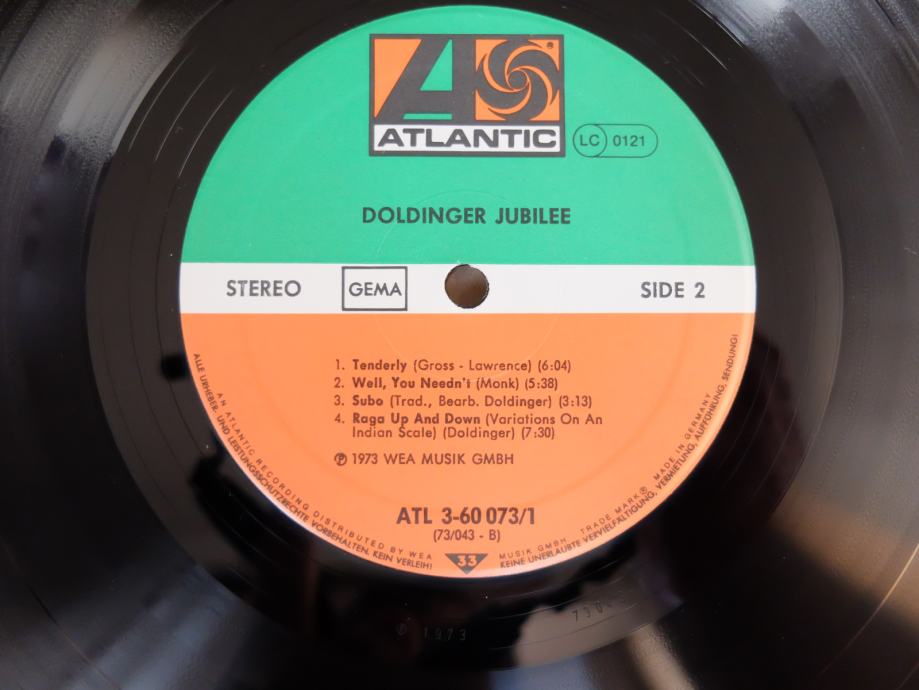 ATLANTIC
®
LC 0121
DOLDINGER JUBILEE
STEREO GEMA SIDE 2
1. Tenderly (Gross - Lawrence) (6:04)
2. Well, You Needn't (Monk) (5:38)
3. Subo (Trad., Bearb. Doldinger) (3:13)
4. Raga Up And Down (Variations On An
Indian Scale) (Doldinger) (7:30)
℗ 1973 WEA MUSIK GMBH
ATL 3-60 073/1
(73/043 - B)
33
AN ATLANTIC RECORDING DISTRIBUTED BY WEA MUSIK GMBH TRADE MARK® MADE IN GERMANY
ALLE URHEBER- UND LEISTUNGSSCHUTZRECHTE VORBEHALTEN. KEIN VERLEIH! KEINE UNERLAUBTE VERVIELFÄLTIGUNG, VERMIETUNG, AUFFÜHRUNG, SENDUNG!
℗ 1973